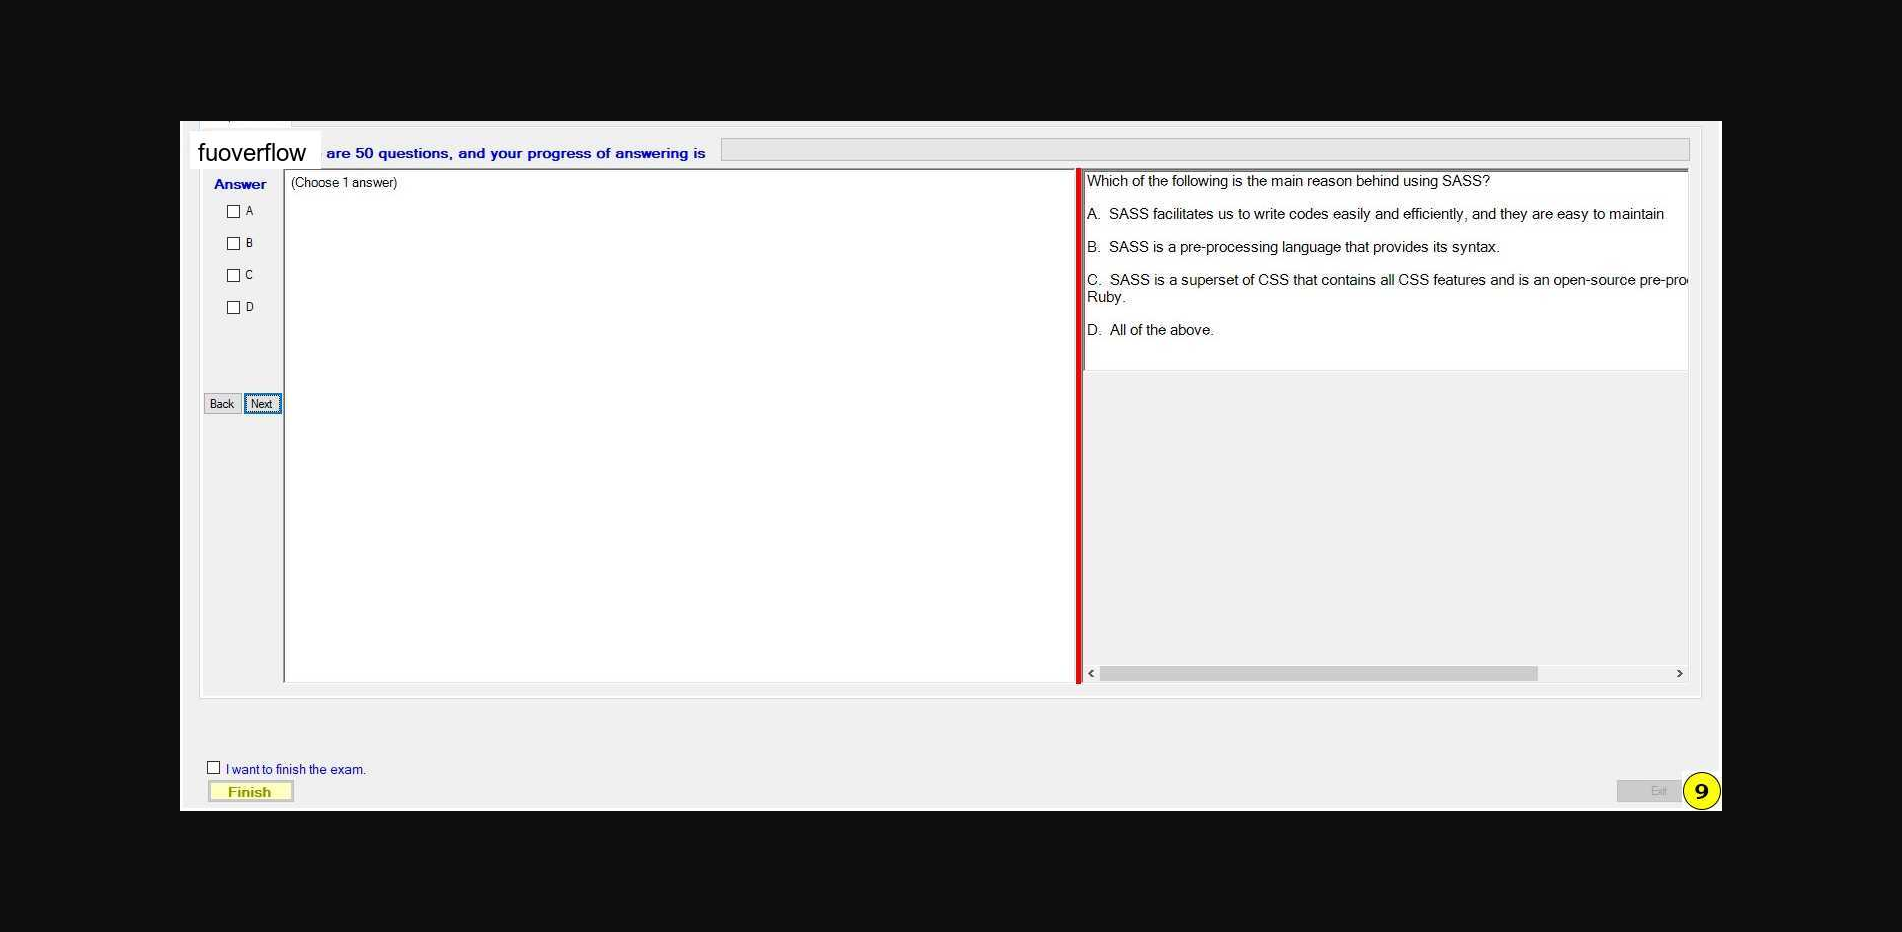 fuoverflow are 50 questions, and your progress of answering is
Answer
A
B
C
D
Back Next
(Choose 1 answer)
Which of the following is the main reason behind using SASS?
A. SASS facilitates us to write codes easily and efficiently, and they are easy to maintain
B. SASS is a pre-processing language that provides its syntax.
C. SASS is a superset of CSS that contains all CSS features and is an open-source pre-pro
Ruby.
D. All of the above.
I want to finish the exam.
Finish
Exit
9